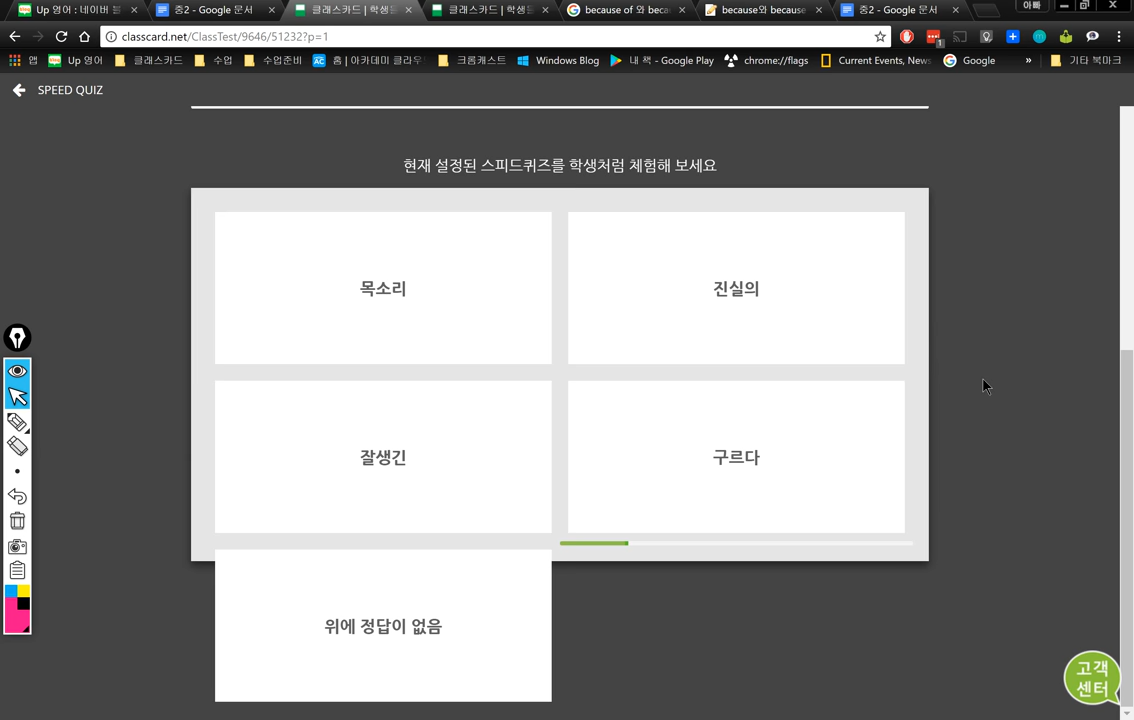 Up 영어 : 네이버 블
중2 - Google 문서
클래스카드 | 학생들
클래스카드 | 학생들
because of 와 beca
because와 because
중2 - Google 문서
아빠
classcard.net/ClassTest/9646/51232?p=1
1
앱
Up 영어
클래스카드
수업
수업준비
AC
홈 | 아카데미 클라우
크롬캐스트
Windows Blog
내 책 - Google Play
chrome://flags
Current Events, News
Google
»
기타 북마크
SPEED QUIZ
현재 설정된 스피드퀴즈를 학생처럼 체험해 보세요
목소리
진실의
잘생긴
구르다
위에 정답이 없음
고객
센터